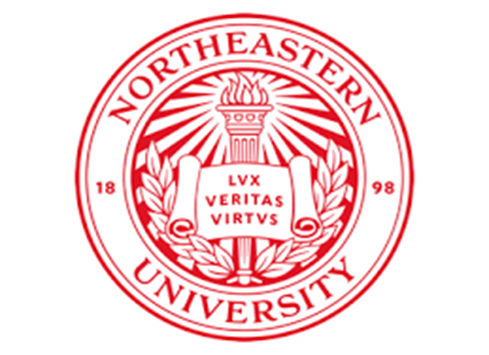 NORTHEASTERN
18 98
LVX
VERITAS
VIRTVS
UNIVERSITY